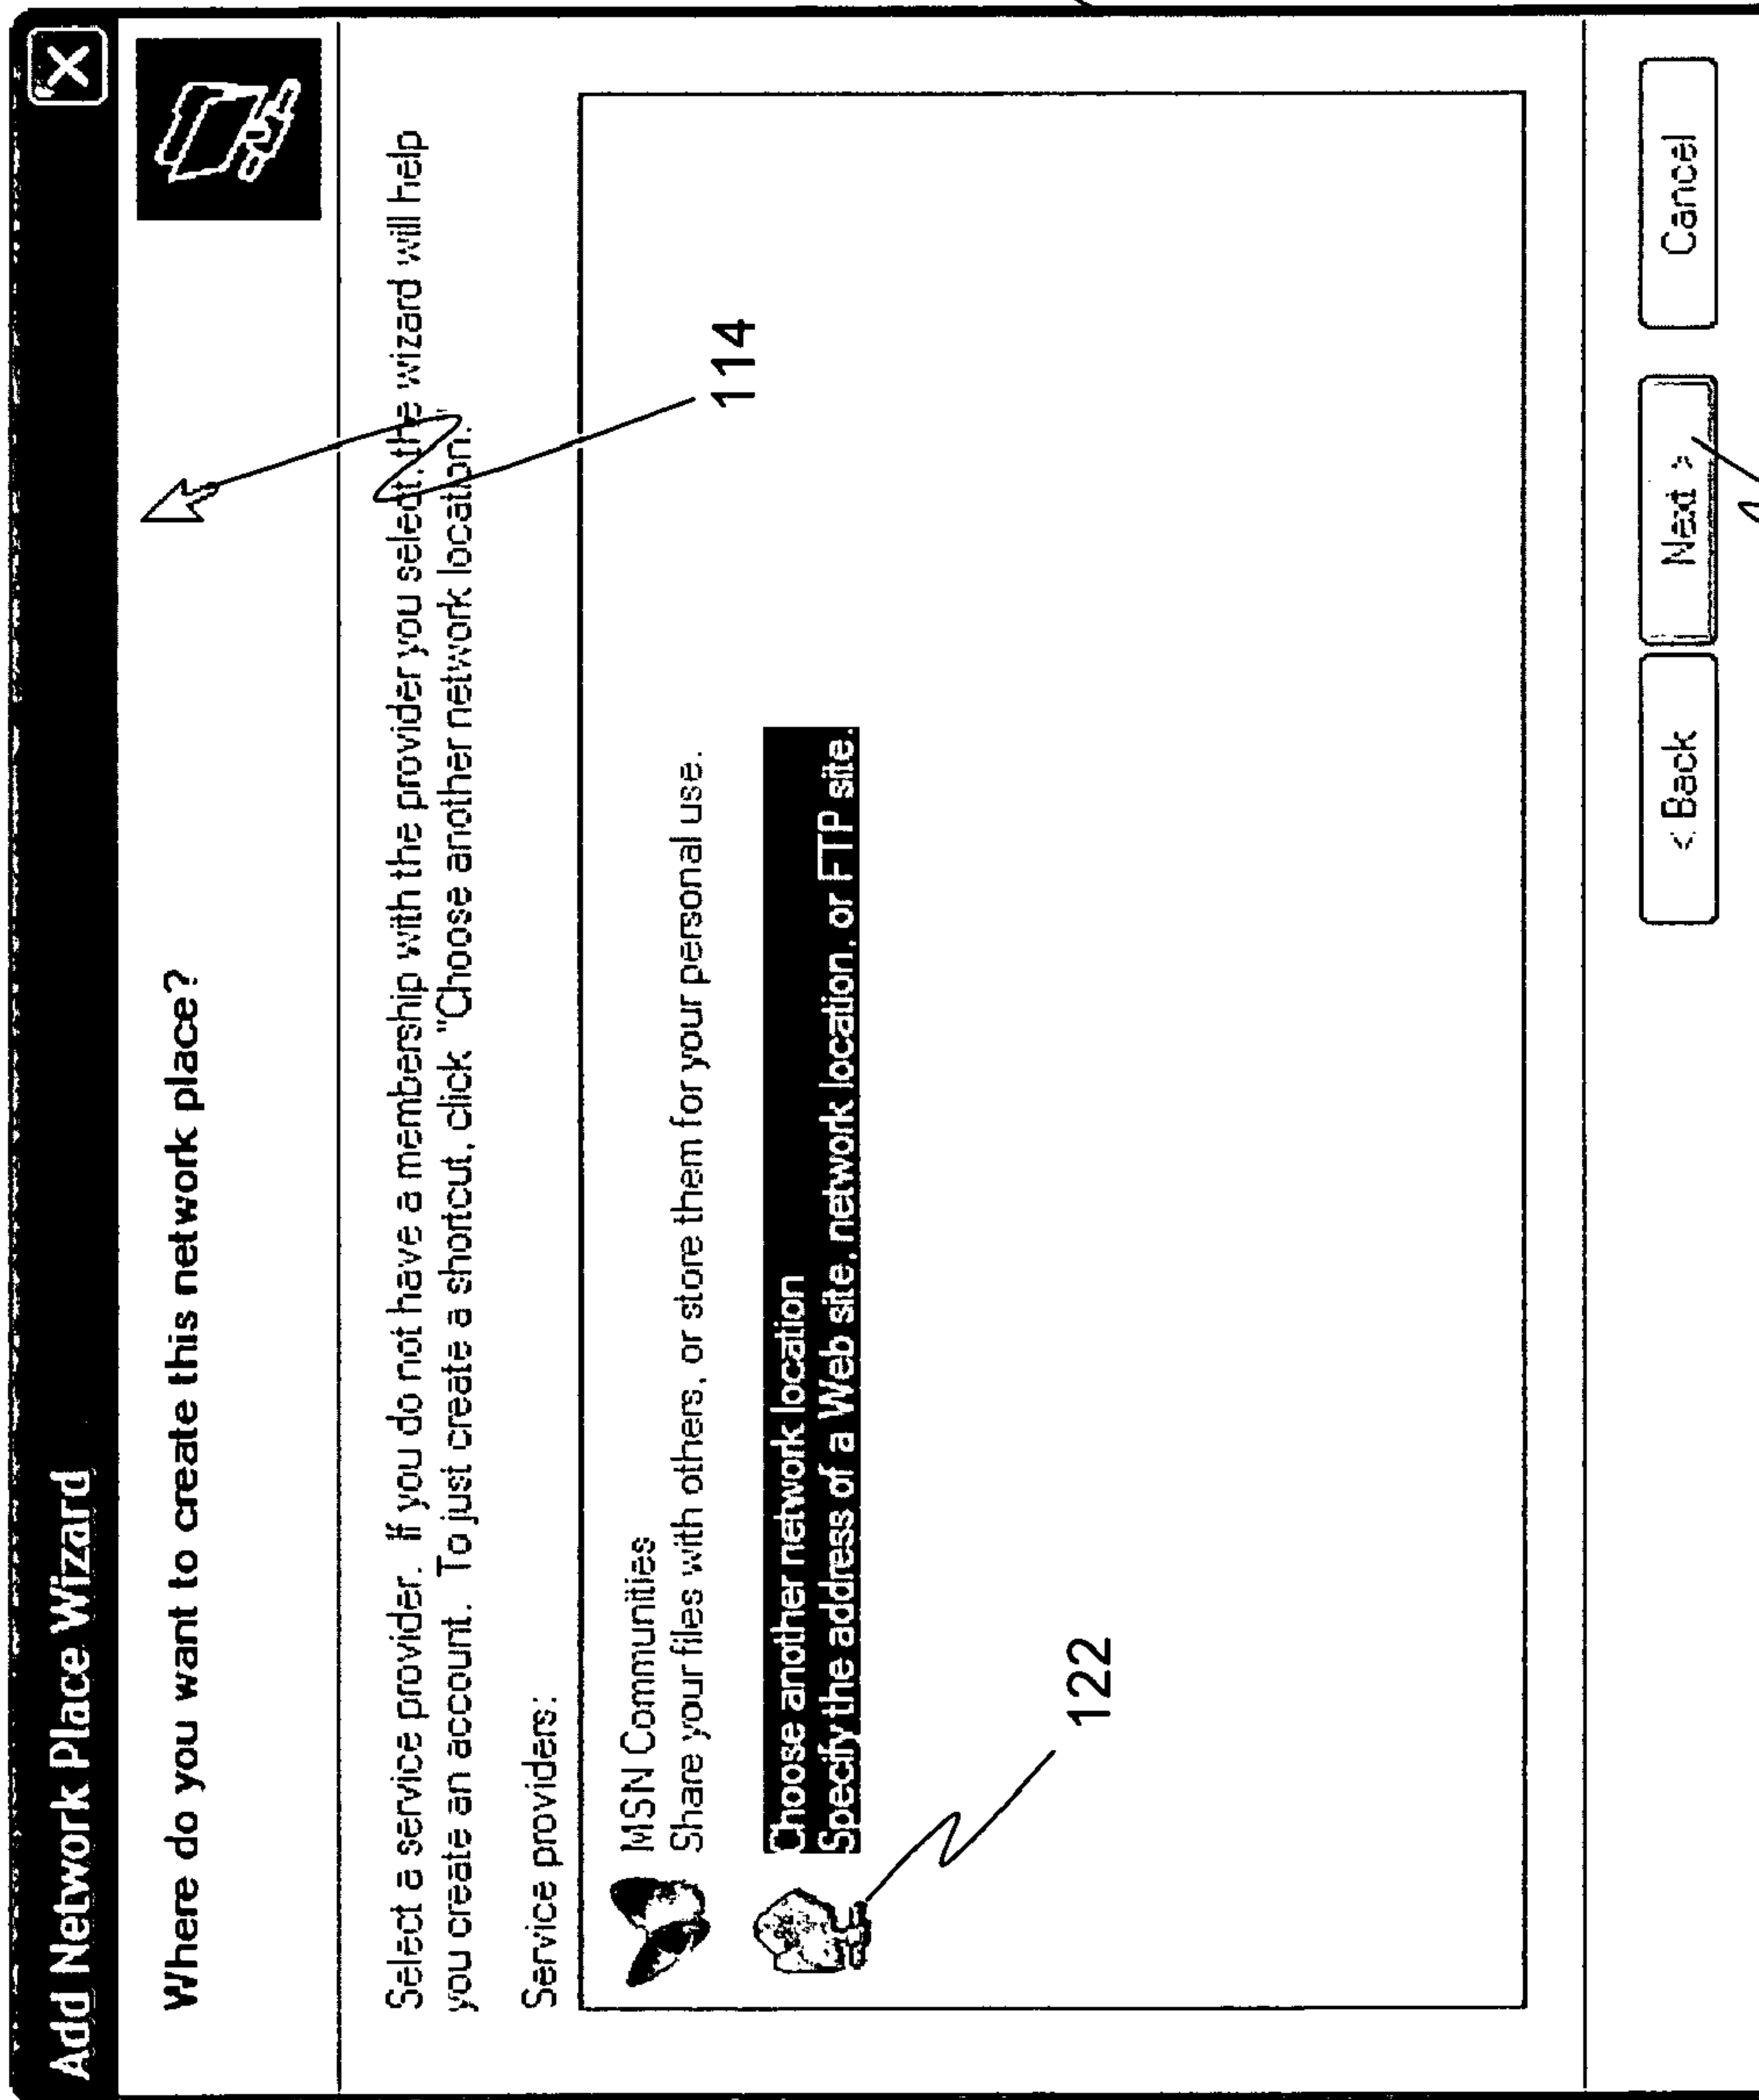 Add Network Place Wizard
Where do you want to create this network place?
Select a service provider. If you do not have a membership with the provider you select, the wizard will help
you create an account. To just create a shortcut, click "Choose another network location."
114
Service providers:
MSN Communities
Share your files with others, or store them for your personal use.
Choose another network location
Specify the address of a Web site, network location, or FTP site.
122
< Back
Next >
Cancel